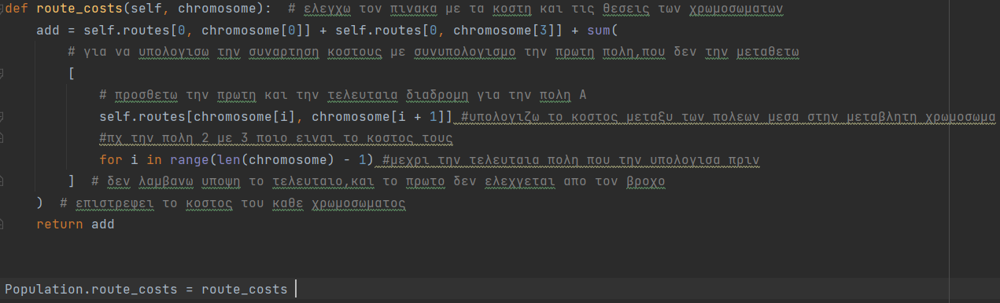 def route_costs(self, chromosome):  # ελεγχω τον πινακα με τα κοστη και τις θεσεις των χρωμοσωματων
    add = self.routes[0, chromosome[0]] + self.routes[0, chromosome[3]] + sum(
        # για να υπολογισω την συναρτηση κοστους με συνυπολογισμο την πρωτη πολη,που δεν την μεταθετω
        [
            # προσθετω την πρωτη και την τελευταια διαδρομη για την πολη Α
            self.routes[chromosome[i], chromosome[i + 1]] #υπολογιζω το κοστος μεταξυ των πολεων μεσα στην μεταβλητη χρωμοσωμα
            #πχ την πολη 2 με 3 ποιο ειναι το κοστος τους
            for i in range(len(chromosome) - 1) #μεχρι την τελευταια πολη που την υπολογισα πριν
        ]  # δεν λαμβανω υποψη το τελευταιο,και το πρωτο δεν ελεχγεται απο τον βροχο
    )  # επιστρεψει το κοστος του καθε χρωμοσωματος
    return add
Population.route_costs = route_costs